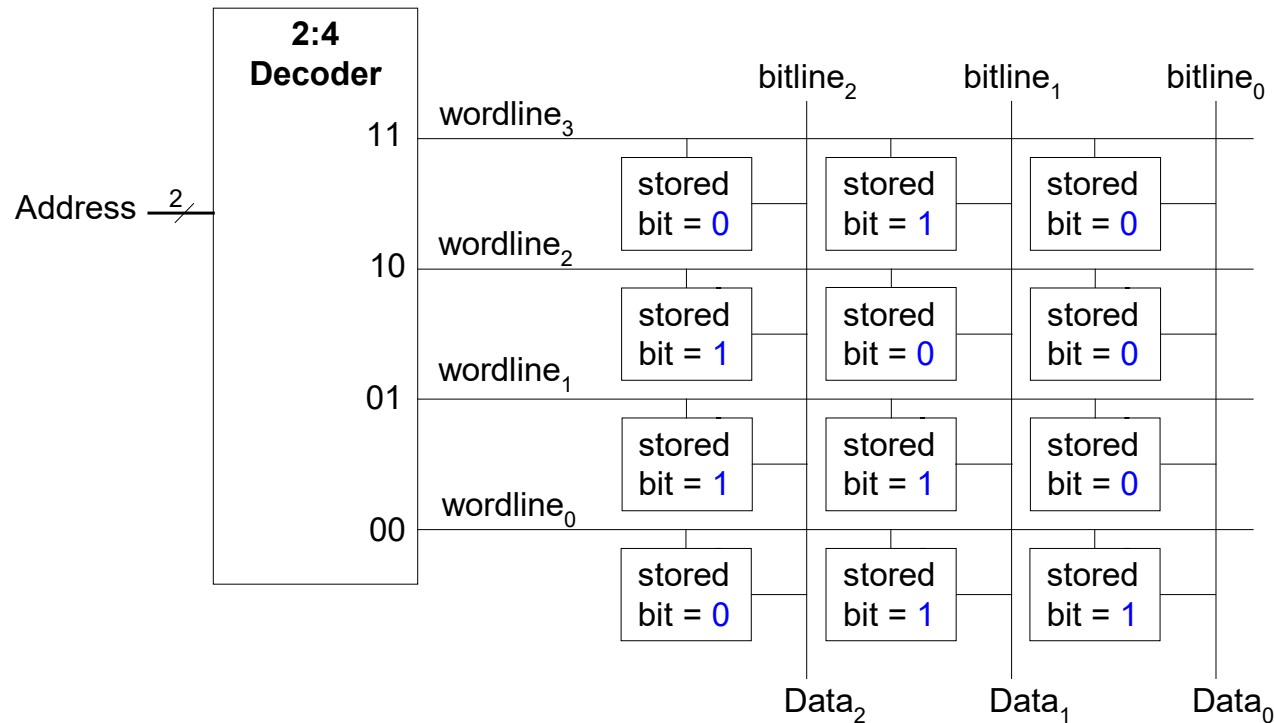 2:4
Decoder
bitline₂ bitline₁ bitline₀
wordline₃
11
stored stored stored
bit = 0 bit = 1 bit = 0
Address 2
wordline₂
10
stored stored stored
bit = 1 bit = 0 bit = 0
wordline₁
01
stored stored stored
bit = 1 bit = 1 bit = 0
wordline₀
00
stored stored stored
bit = 0 bit = 1 bit = 1
Data₂ Data₁ Data₀